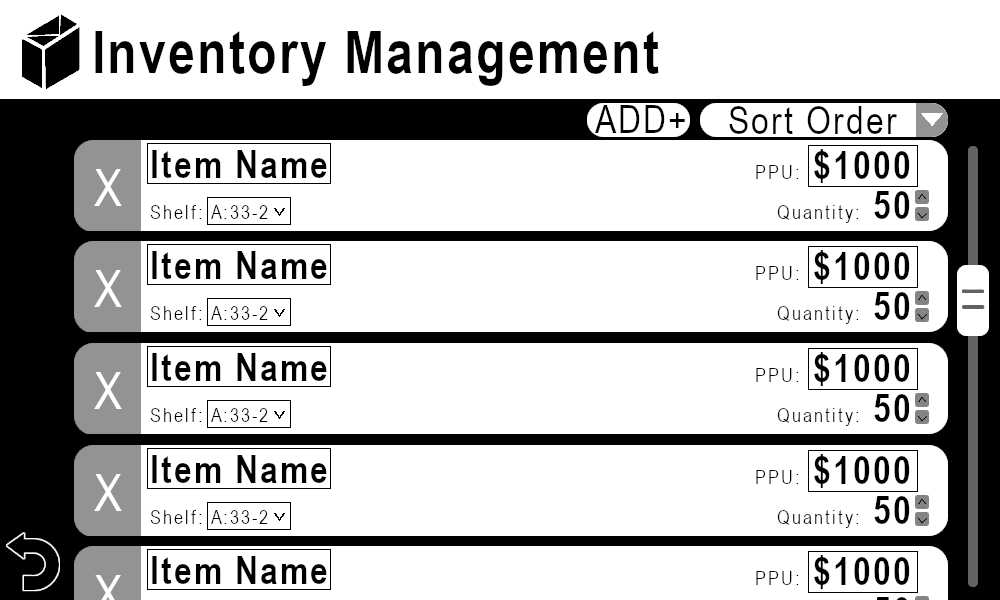 Inventory Management
ADD+ Sort Order
X Item Name PPU: $1000
Shelf: A:33-2 Quantity: 50
X Item Name PPU: $1000
Shelf: A:33-2 Quantity: 50
X Item Name PPU: $1000
Shelf: A:33-2 Quantity: 50
X Item Name PPU: $1000
Shelf: A:33-2 Quantity: 50
X Item Name PPU: $1000